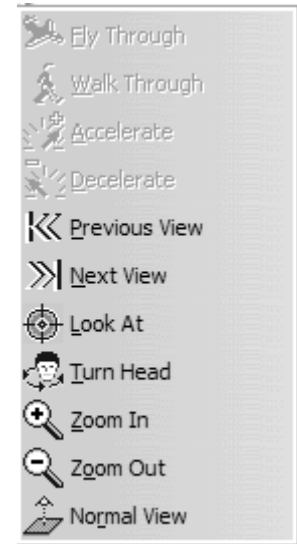 Fly Through
Walk Through
Accelerate
Decelerate
Previous View
Next View
Look At
Turn Head
Zoom In
Zoom Out
Normal View